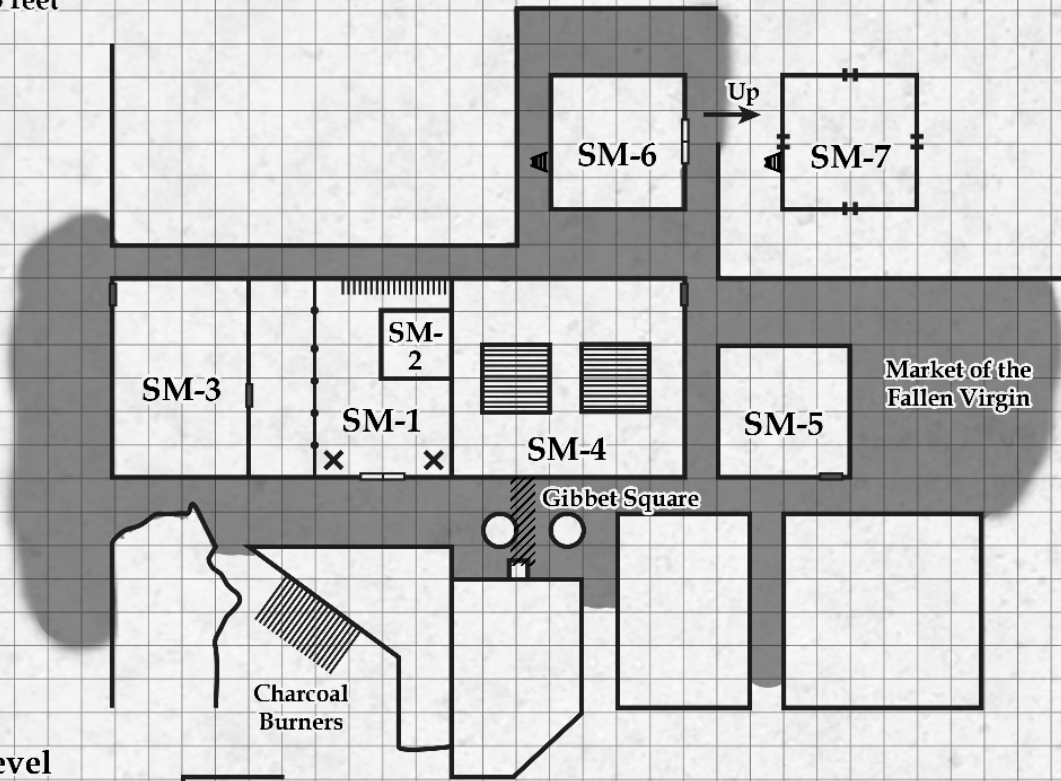 feet
Up
SM-6
SM-7
SM-
2
SM-3
SM-1
SM-4
SM-5
Market of the
Fallen Virgin
Gibbet Square
Charcoal
Burners
evel